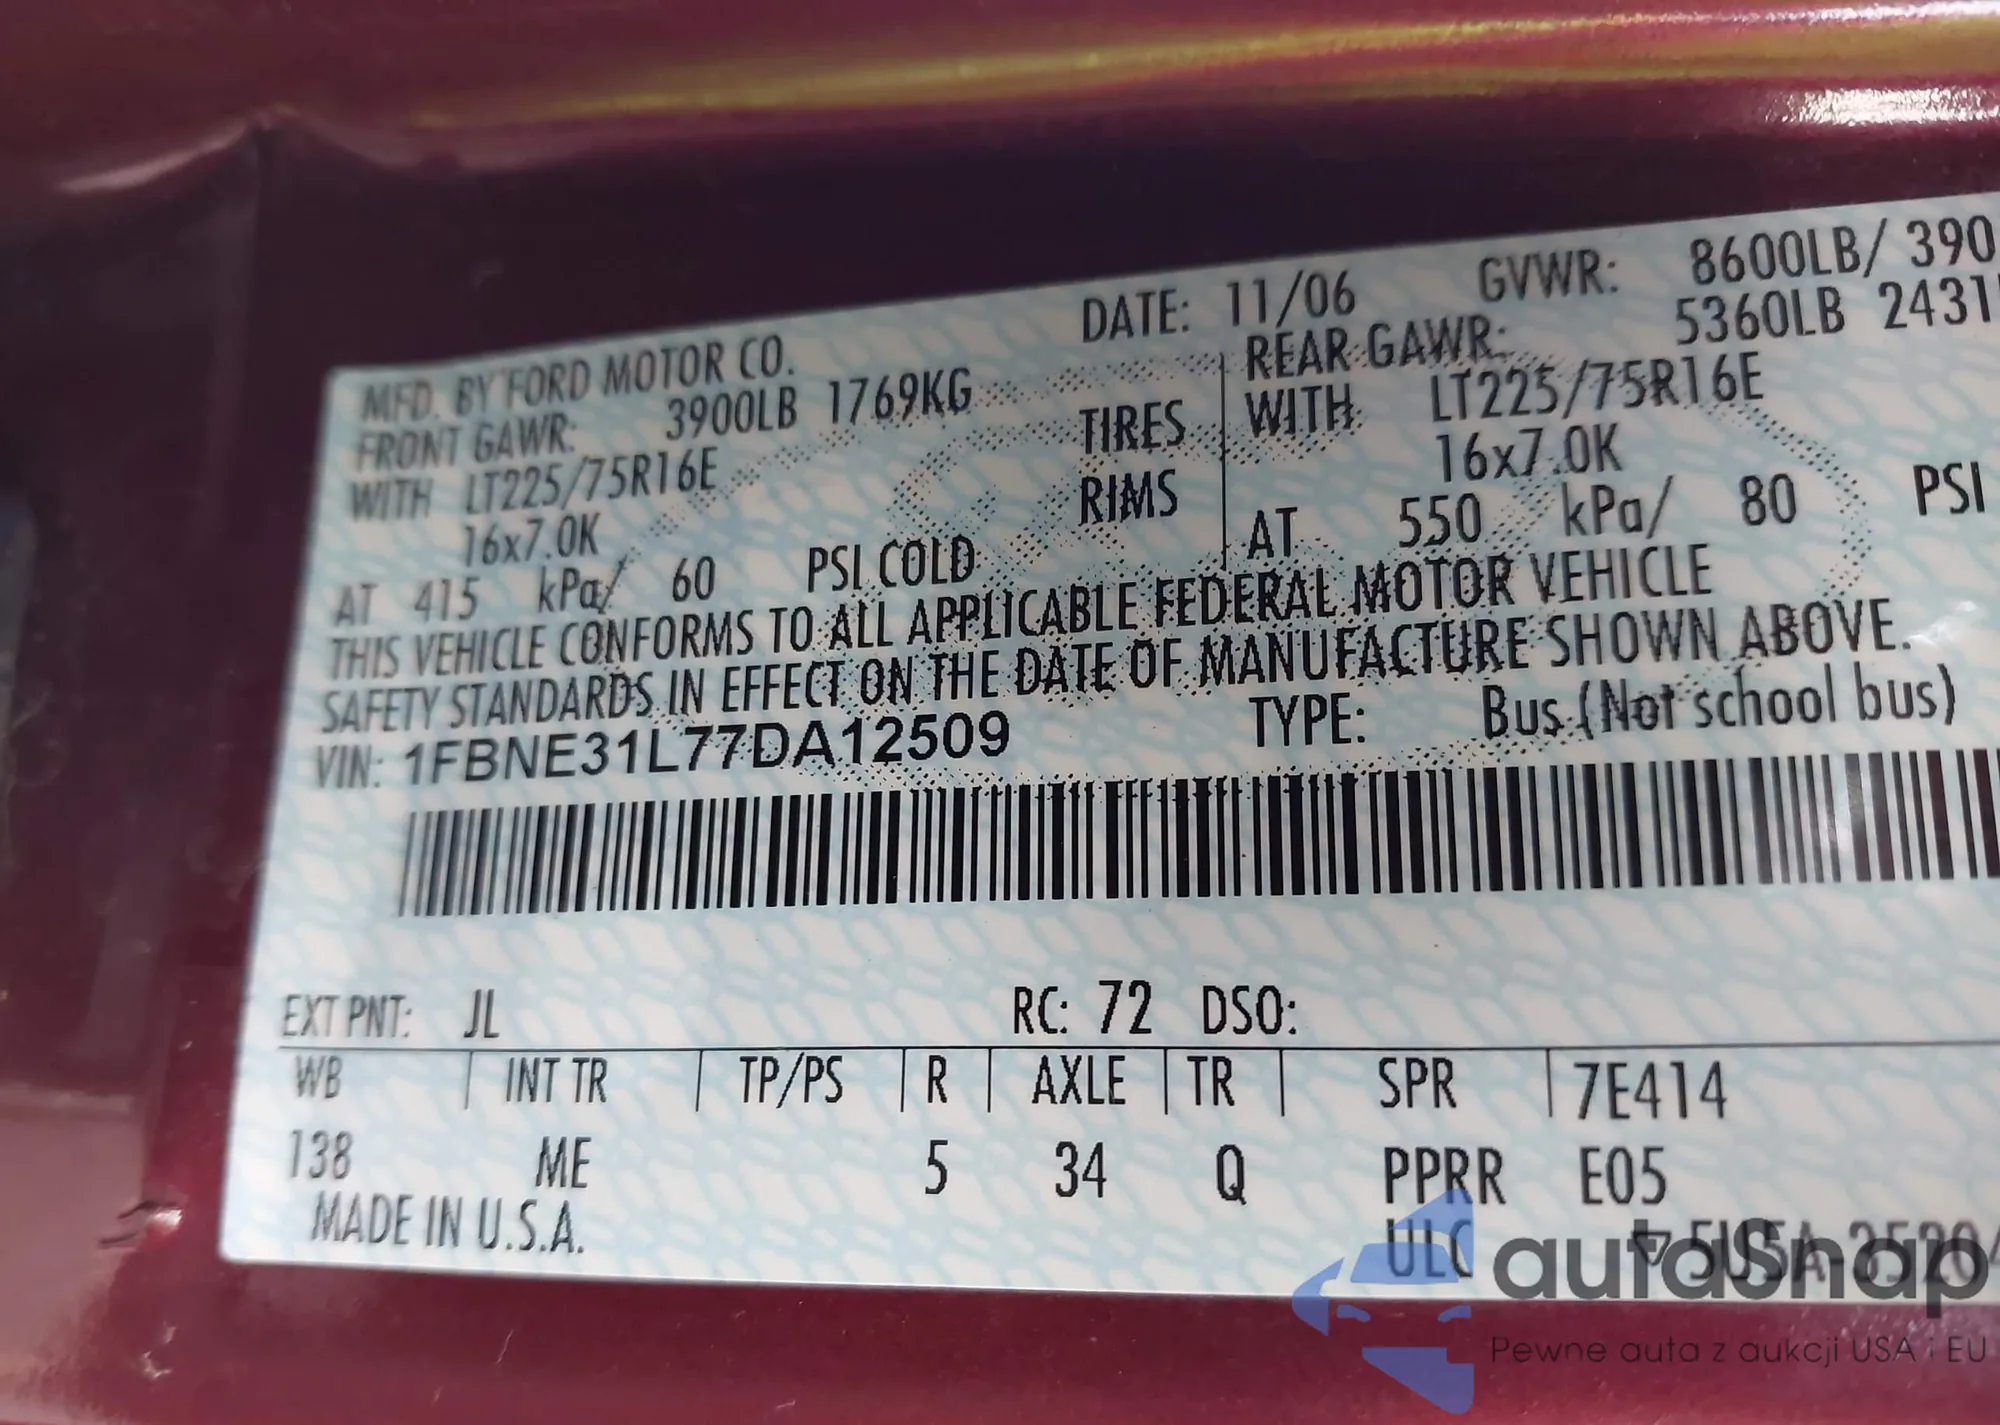 MFD. BY FORD MOTOR CO. DATE: 11/06 GVWR: 8600LB/ 390
FRONT GAWR: 3900LB 1769KG REAR GAWR: 5360LB 2431
WITH LT225/75R16E TIRES WITH LT225/75R16E
16x7.0K RIMS 16x7.0K
AT 415 kPa/ 60 PSI COLD AT 550 kPa/ 80 PSI
THIS VEHICLE CONFORMS TO ALL APPLICABLE FEDERAL MOTOR VEHICLE
SAFETY STANDARDS IN EFFECT ON THE DATE OF MANUFACTURE SHOWN ABOVE.
VIN: 1FBNE31L77DA12509 TYPE: Bus (Not school bus)
EXT PNT: JL RC: 72 DSO:
WB INT TR TP/PS R AXLE TR SPR 7E414
138 ME 5 34 Q PPRR E05
MADE IN U.S.A. ULC 5U5A-3520
autaSnap
Pewne auta z aukcji USA i EU